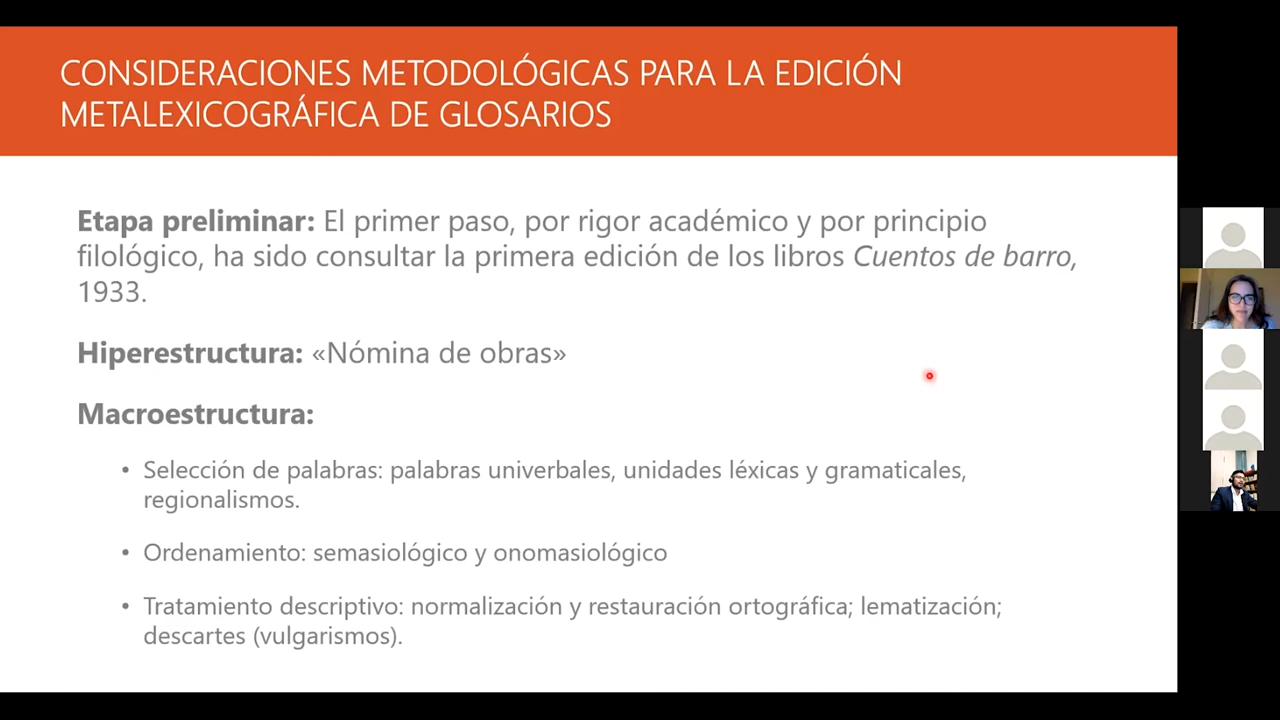 CONSIDERACIONES METODOLÓGICAS PARA LA EDICIÓN
METALEXICOGRÁFICA DE GLOSARIOS
Etapa preliminar: El primer paso, por rigor académico y por principio
filológico, ha sido consultar la primera edición de los libros Cuentos de barro,
1933.
Hiperestructura: «Nómina de obras»
Macroestructura:
• Selección de palabras: palabras univerbales, unidades léxicas y gramaticales,
regionalismos.
• Ordenamiento: semasiológico y onomasiológico
• Tratamiento descriptivo: normalización y restauración ortográfica; lematización;
descartes (vulgarismos).